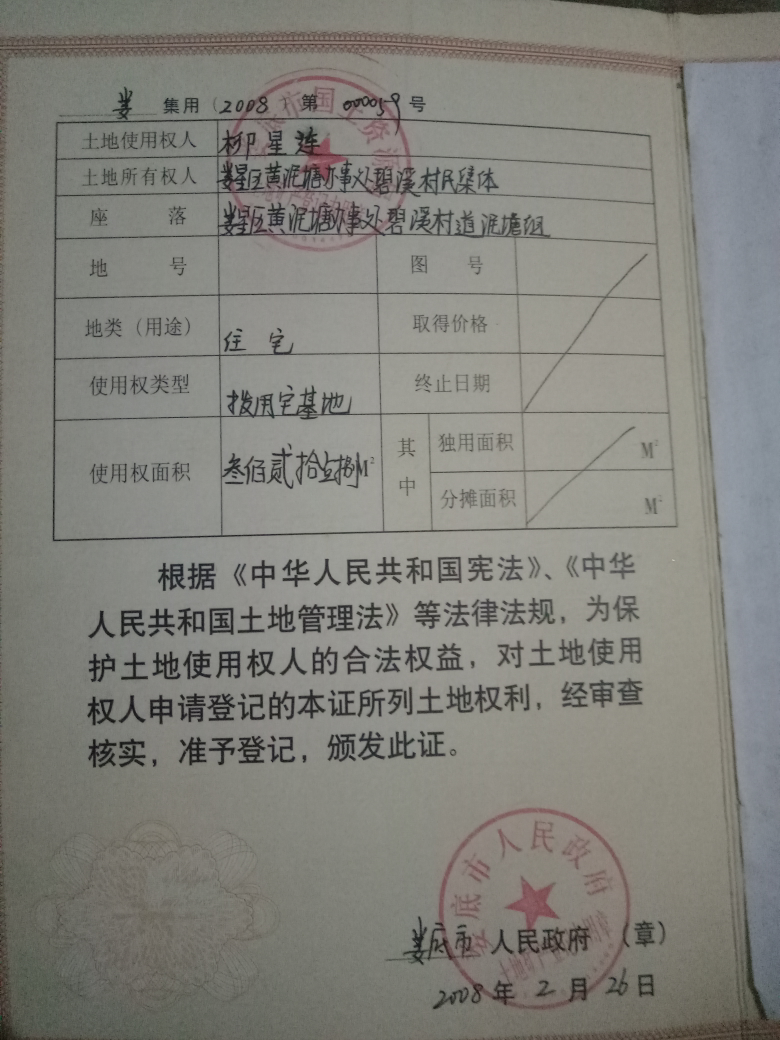 娄 集用（2008）第 000059 号
土地使用权人 柳星连
土地所有权人 娄星区黄泥塘办事处碧溪村民集体
座 落 娄星区黄泥塘办事处碧溪村道泥塘组
地 号 图 号
地类（用途） 住宅 取得价格
使用权类型 拨用宅基地 终止日期
使用权面积 叁佰贰拾 M² 其中 独用面积 M²
分摊面积 M²
根据《中华人民共和国宪法》、《中华
人民共和国土地管理法》等法律法规，为保
护土地使用权人的合法权益，对土地使用
权人申请登记的本证所列土地权利，经审查
核实，准予登记，颁发此证。
娄底市人民政府
娄底市 人民政府 （章）
2008 年 2 月 26 日